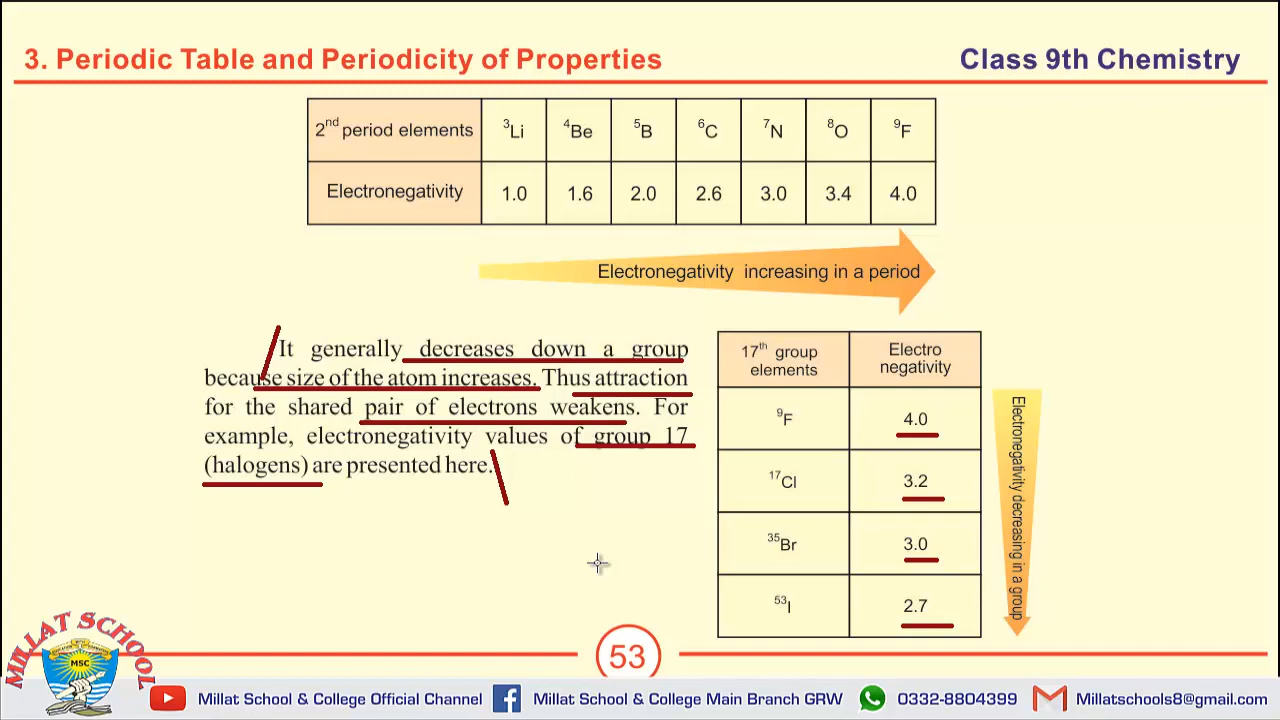 3. Periodic Table and Periodicity of Properties
Class 9th Chemistry
2nd period elements 3Li 4Be 5B 6C 7N 8O 9F
Electronegativity 1.0 1.6 2.0 2.6 3.0 3.4 4.0
Electronegativity increasing in a period
It generally decreases down a group
because size of the atom increases. Thus attraction
for the shared pair of electrons weakens. For
example, electronegativity values of group 17
(halogens) are presented here.
17th group
elements
Electro
negativity
9F 4.0
17Cl 3.2
35Br 3.0
53I 2.7
Electronegativity decreasing in a group
53
MILLAT SCHOOL
MSC
Millat School & College Official Channel
Millat School & College Main Branch GRW
0332-8804399
Millatschools8@gmail.com